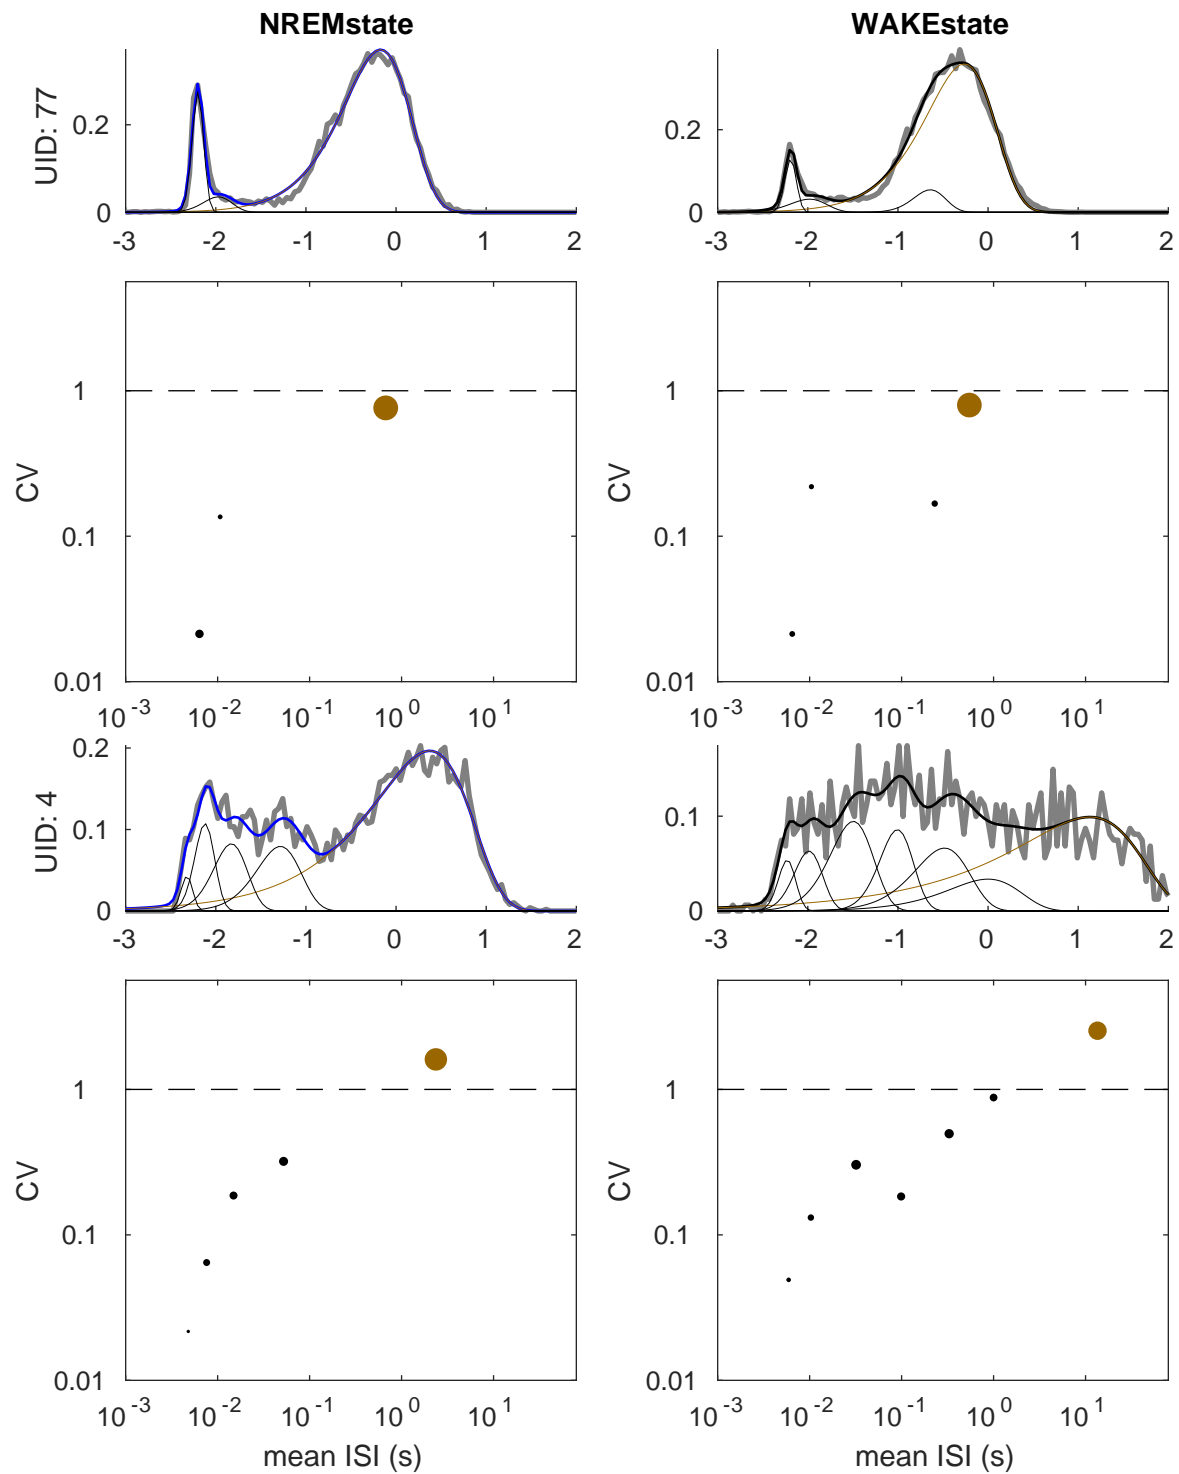 NREMstate WAKEstate
UID: 77
0.2 0.2
0 0
-3 -2 -1 0 1 2 -3 -2 -1 0 1 2
1 1
CV CV
0.1 0.1
0.01 0.01
10^-3 10^-2 10^-1 10^0 10^1 10^-3 10^-2 10^-1 10^0 10^1
0.2
UID: 4
0.1 0.1
0 0
-3 -2 -1 0 1 2 -3 -2 -1 0 1 2
1 1
CV CV
0.1 0.1
0.01 0.01
10^-3 10^-2 10^-1 10^0 10^1 10^-3 10^-2 10^-1 10^0 10^1
mean ISI (s) mean ISI (s)